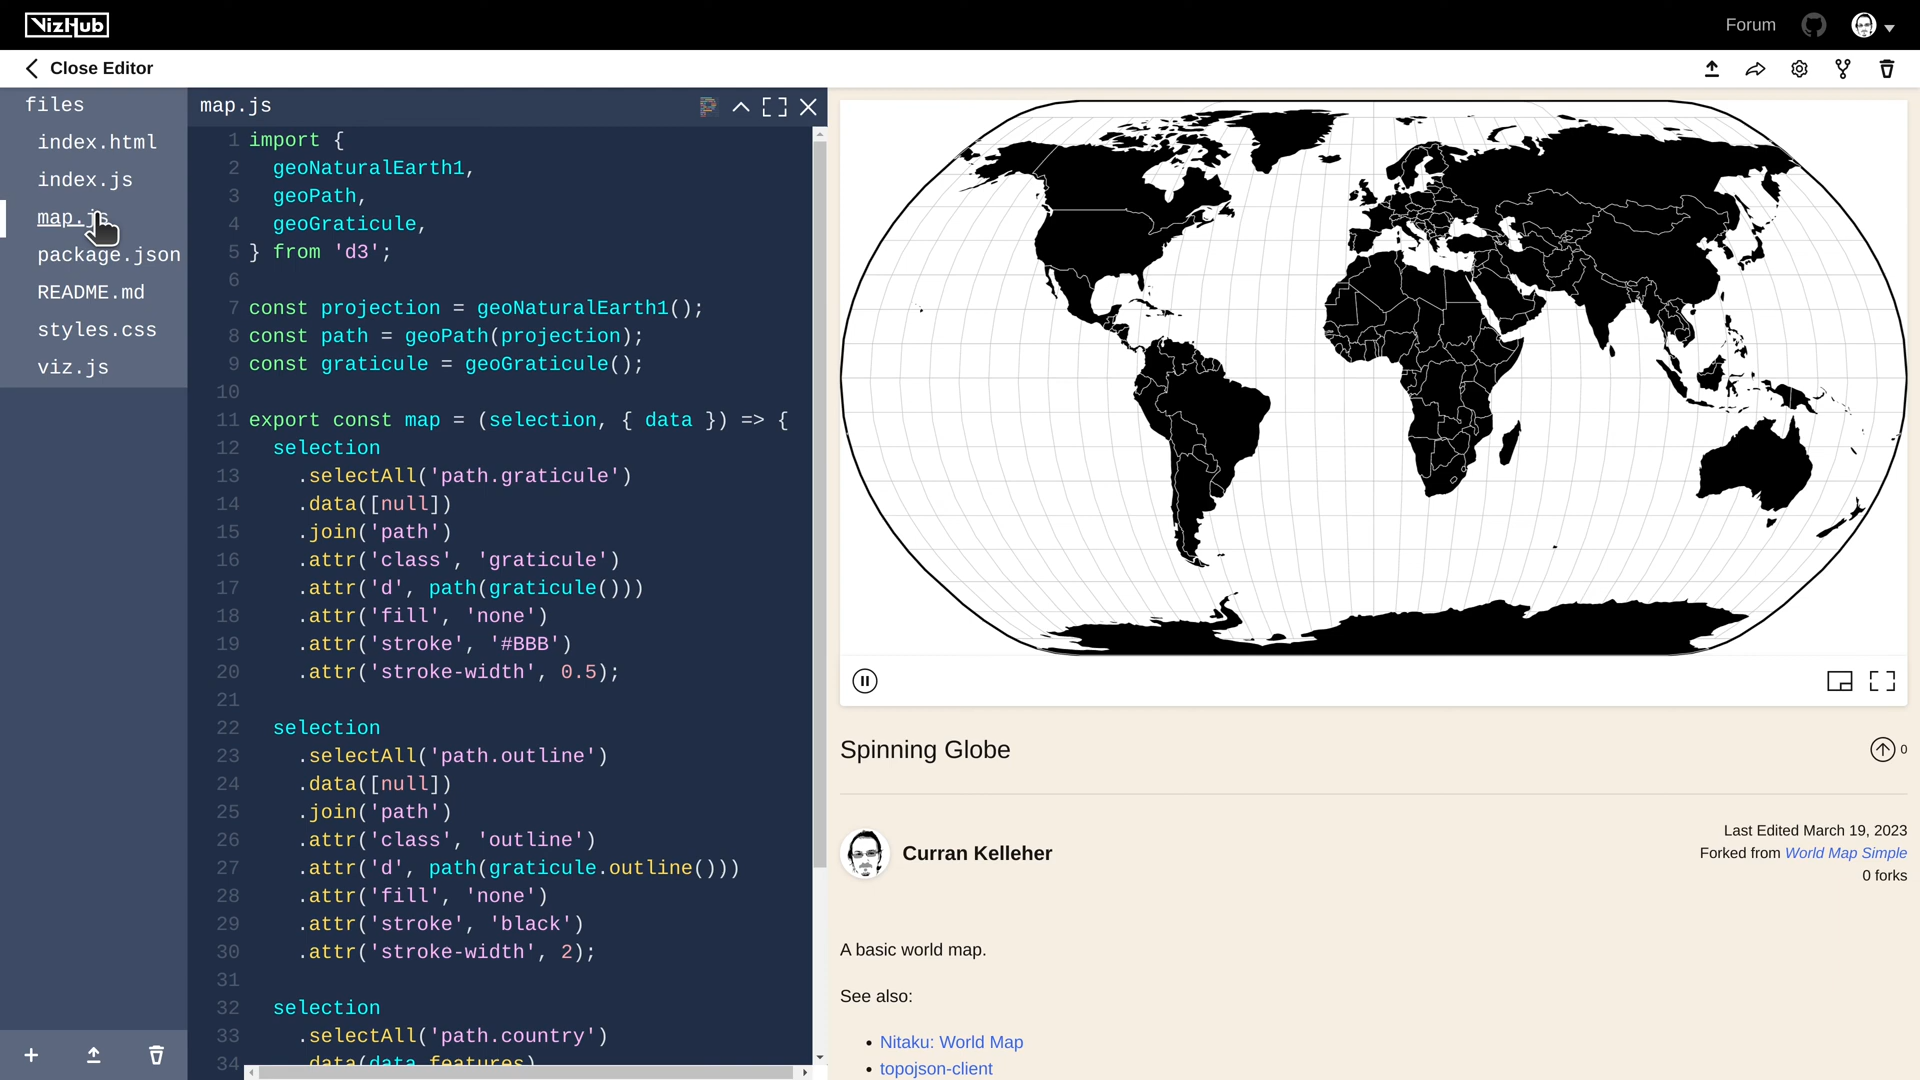 VizHub
Forum
Close Editor
files
index.html
index.js
map.js
package.json
README.md
styles.css
viz.js
map.js
1 import {
2   geoNaturalEarth1,
3   geoPath,
4   geoGraticule,
5 } from 'd3';
6
7 const projection = geoNaturalEarth1();
8 const path = geoPath(projection);
9 const graticule = geoGraticule();
10
11 export const map = (selection, { data }) => {
12   selection
13     .selectAll('path.graticule')
14     .data([null])
15     .join('path')
16     .attr('class', 'graticule')
17     .attr('d', path(graticule()))
18     .attr('fill', 'none')
19     .attr('stroke', '#BBB')
20     .attr('stroke-width', 0.5);
21
22   selection
23     .selectAll('path.outline')
24     .data([null])
25     .join('path')
26     .attr('class', 'outline')
27     .attr('d', path(graticule.outline()))
28     .attr('fill', 'none')
29     .attr('stroke', 'black')
30     .attr('stroke-width', 2);
31
32   selection
33     .selectAll('path.country')
34     .data(data.features)
Spinning Globe
0
Curran Kelleher
Last Edited March 19, 2023
Forked from World Map Simple
0 forks
A basic world map.
See also:
• Nitaku: World Map
• topojson-client